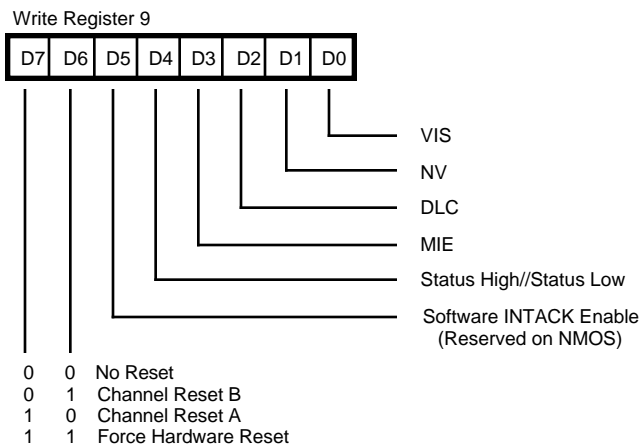 Write Register 9
D7 D6 D5 D4 D3 D2 D1 D0
VIS
NV
DLC
MIE
Status High//Status Low
Software INTACK Enable
(Reserved on NMOS)
0 0 No Reset
0 1 Channel Reset B
1 0 Channel Reset A
1 1 Force Hardware Reset